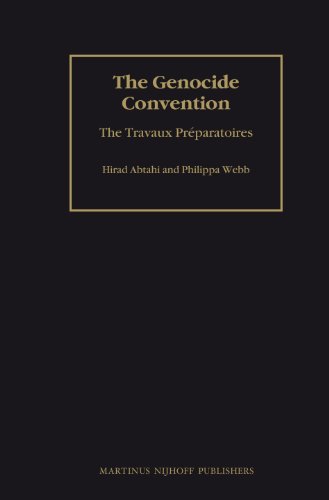 The Genocide
Convention
The Travaux Préparatoires
Hirad Abtahi and Philippa Webb
MARTINUS NIJHOFF PUBLISHERS